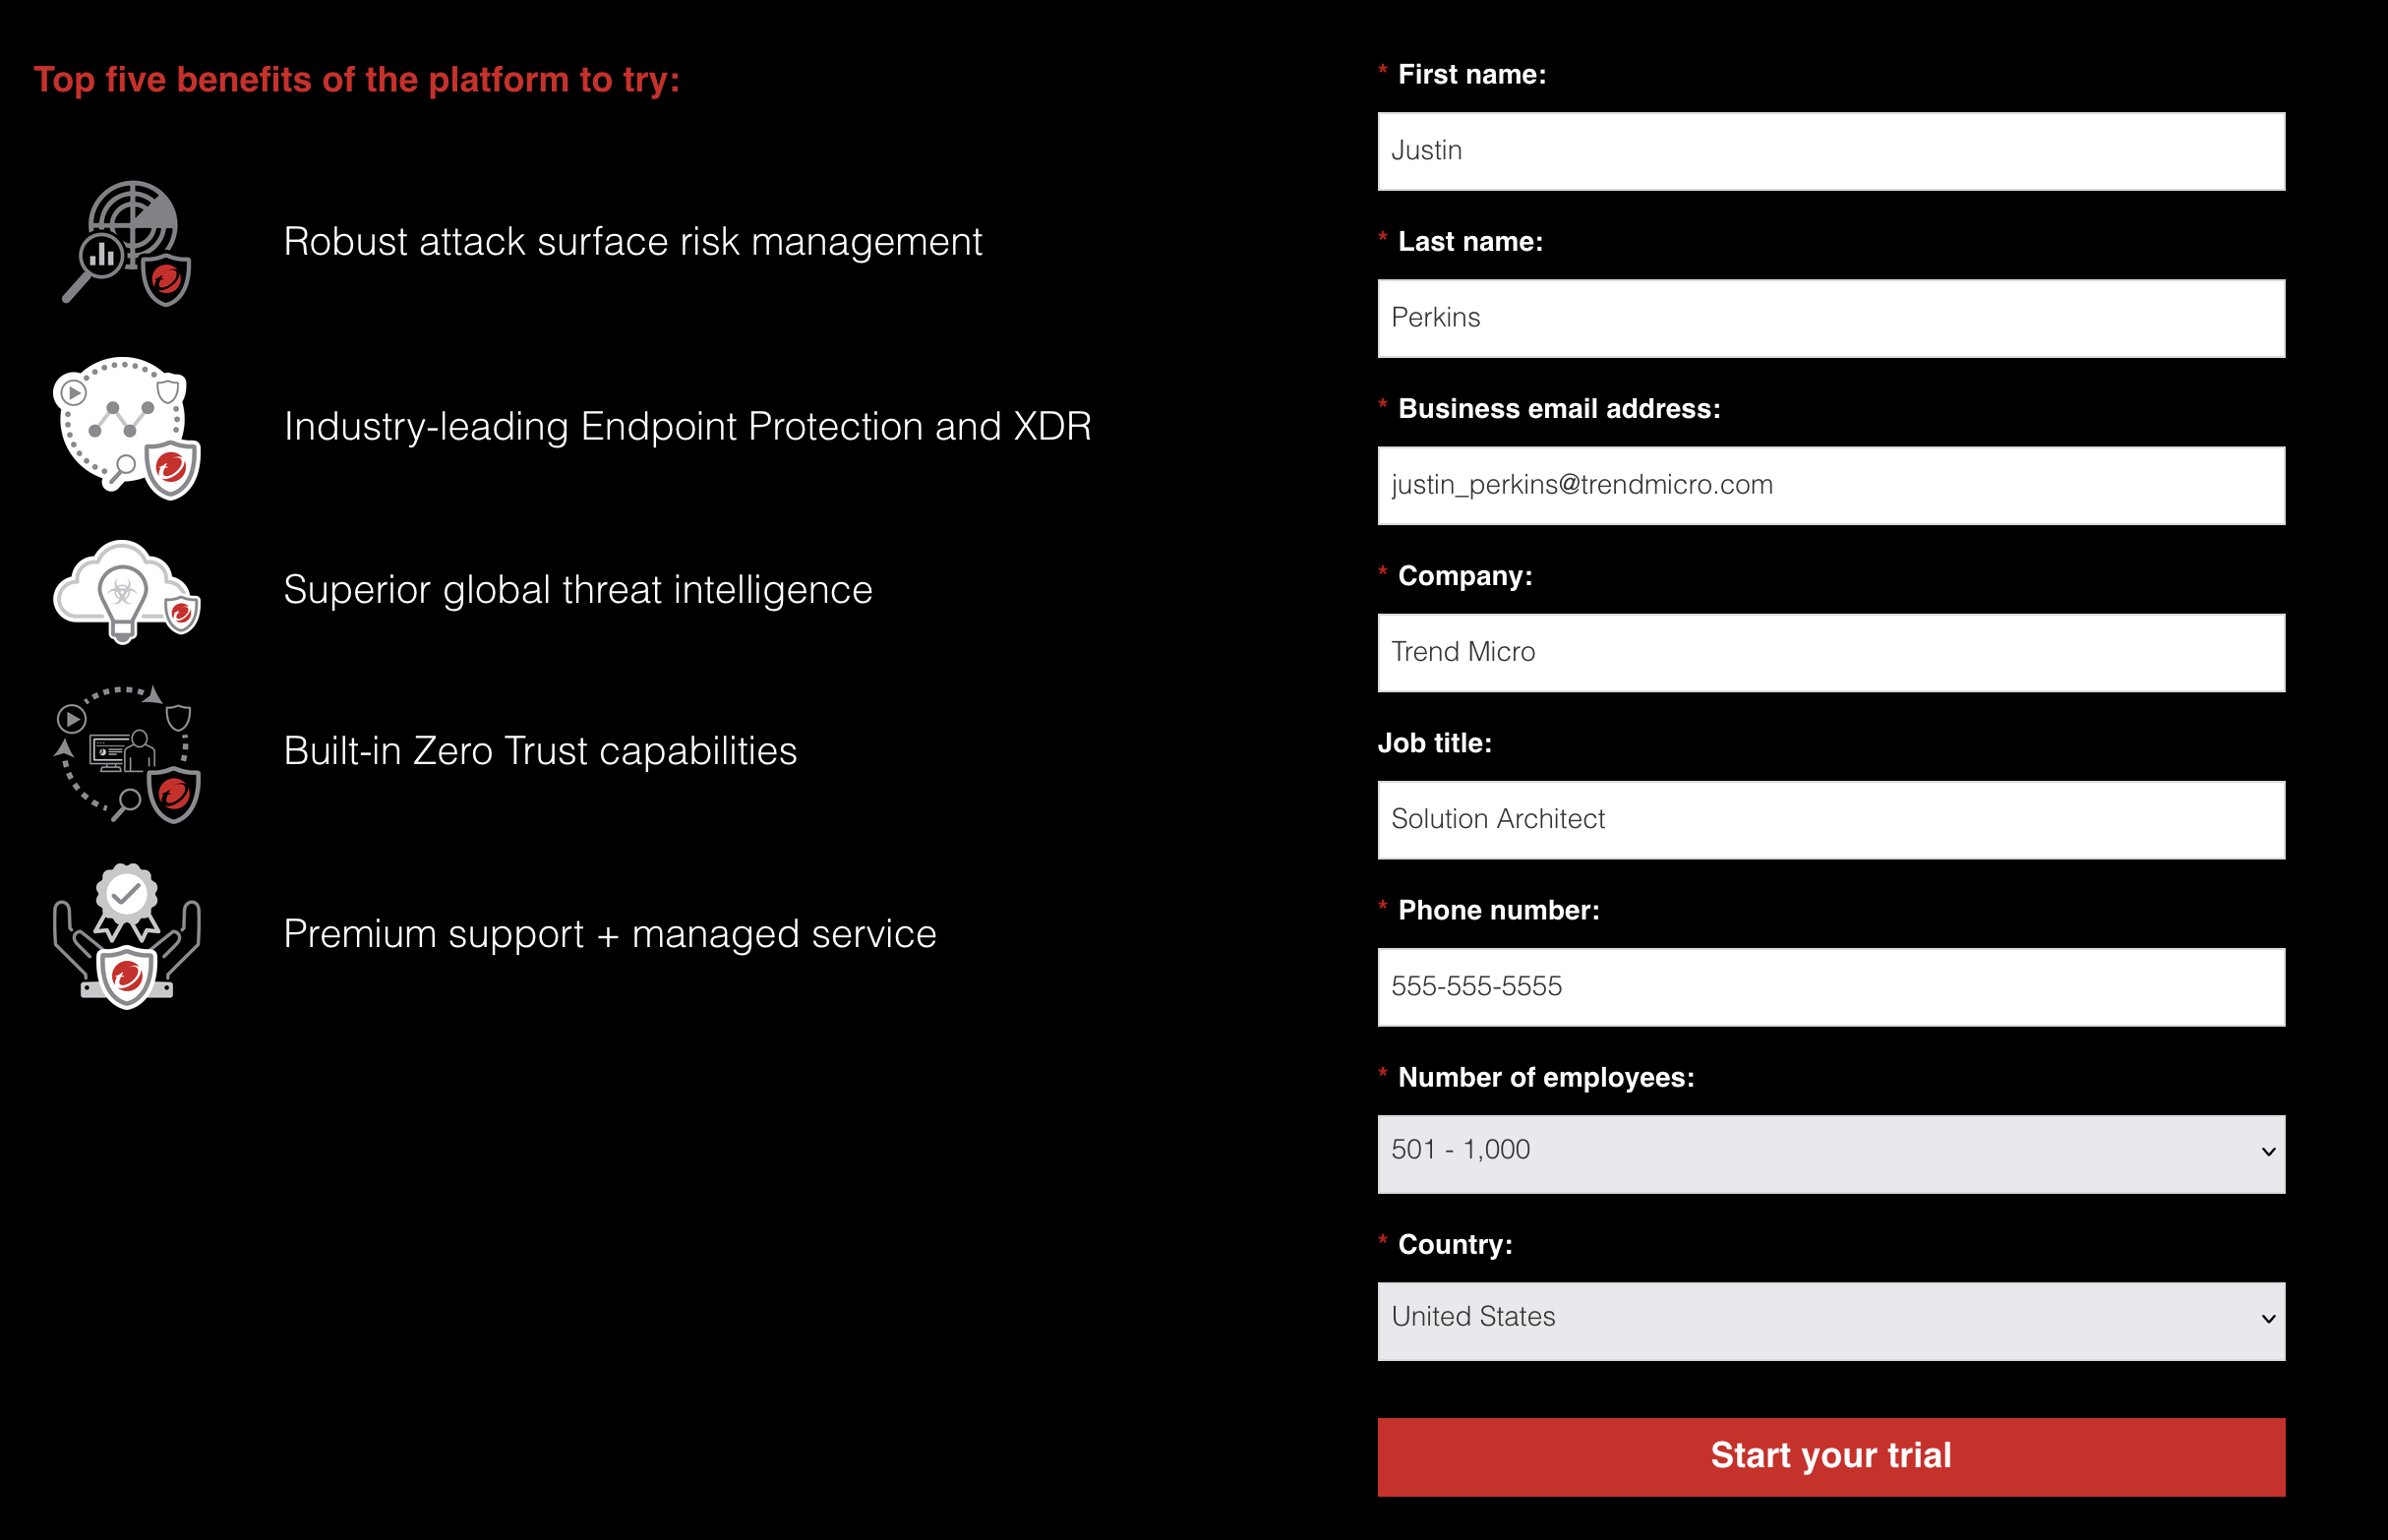 Top five benefits of the platform to try:
Robust attack surface risk management
Industry-leading Endpoint Protection and XDR
Superior global threat intelligence
Built-in Zero Trust capabilities
Premium support + managed service
* First name:
Justin
* Last name:
Perkins
* Business email address:
justin_perkins@trendmicro.com
* Company:
Trend Micro
Job title:
Solution Architect
* Phone number:
555-555-5555
* Number of employees:
501 - 1,000
* Country:
United States
Start your trial